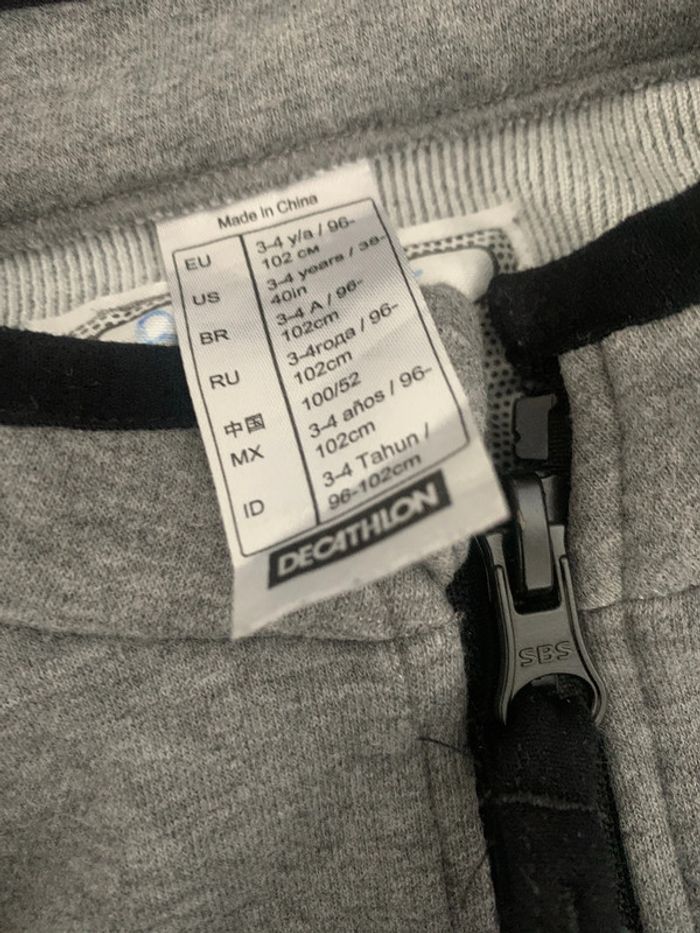 Made in China
EU 3-4 y/a / 96-
102 см
US 3-4 years / 38-
40in
BR 3-4 A / 96-
102cm
RU 3-4года / 96-
102cm
中国 100/52
MX 3-4 años / 96-
102cm
ID 3-4 Tahun /
96-102cm
DECATHLON
SBS